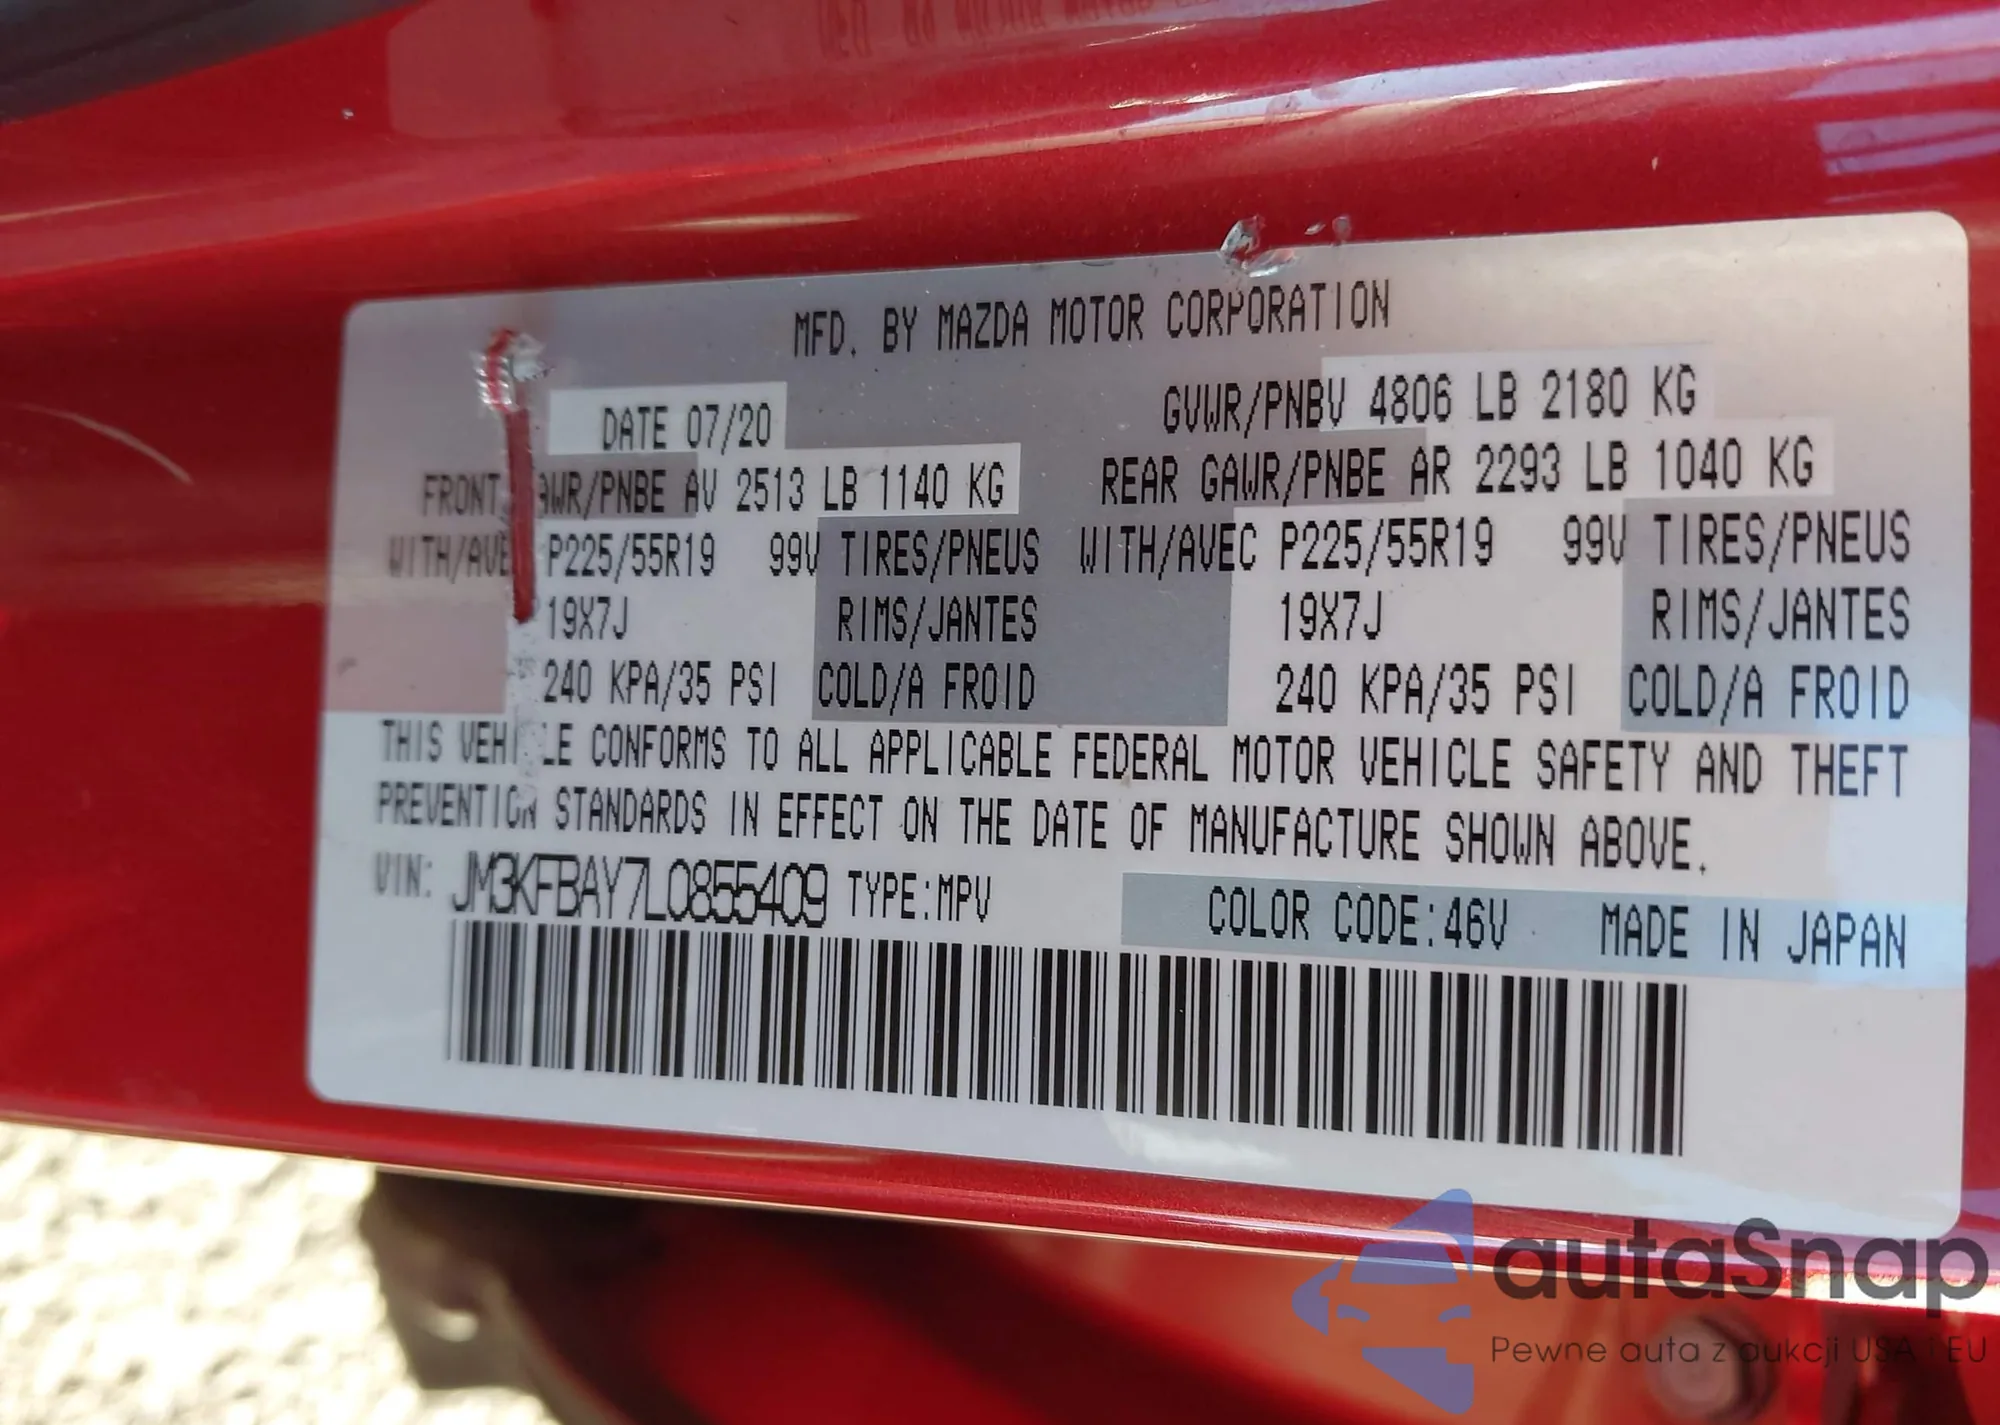 MFD. BY MAZDA MOTOR CORPORATION
DATE 07/20 GVWR/PNBV 4806 LB 2180 KG
FRONT AWR/PNBE AV 2513 LB 1140 KG REAR GAWR/PNBE AR 2293 LB 1040 KG
WITH/AVE P225/55R19 99V TIRES/PNEUS WITH/AVEC P225/55R19 99V TIRES/PNEUS
19X7J RIMS/JANTES 19X7J RIMS/JANTES
240 KPA/35 PSI COLD/A FROID 240 KPA/35 PSI COLD/A FROID
THIS VEHI LE CONFORMS TO ALL APPLICABLE FEDERAL MOTOR VEHICLE SAFETY AND THEFT
PREVENTION STANDARDS IN EFFECT ON THE DATE OF MANUFACTURE SHOWN ABOVE.
VIN: JM3KFBAY7L0855409 TYPE:MPV COLOR CODE:46V MADE IN JAPAN
autaSnap
Pewne auta z aukcji USA i EU